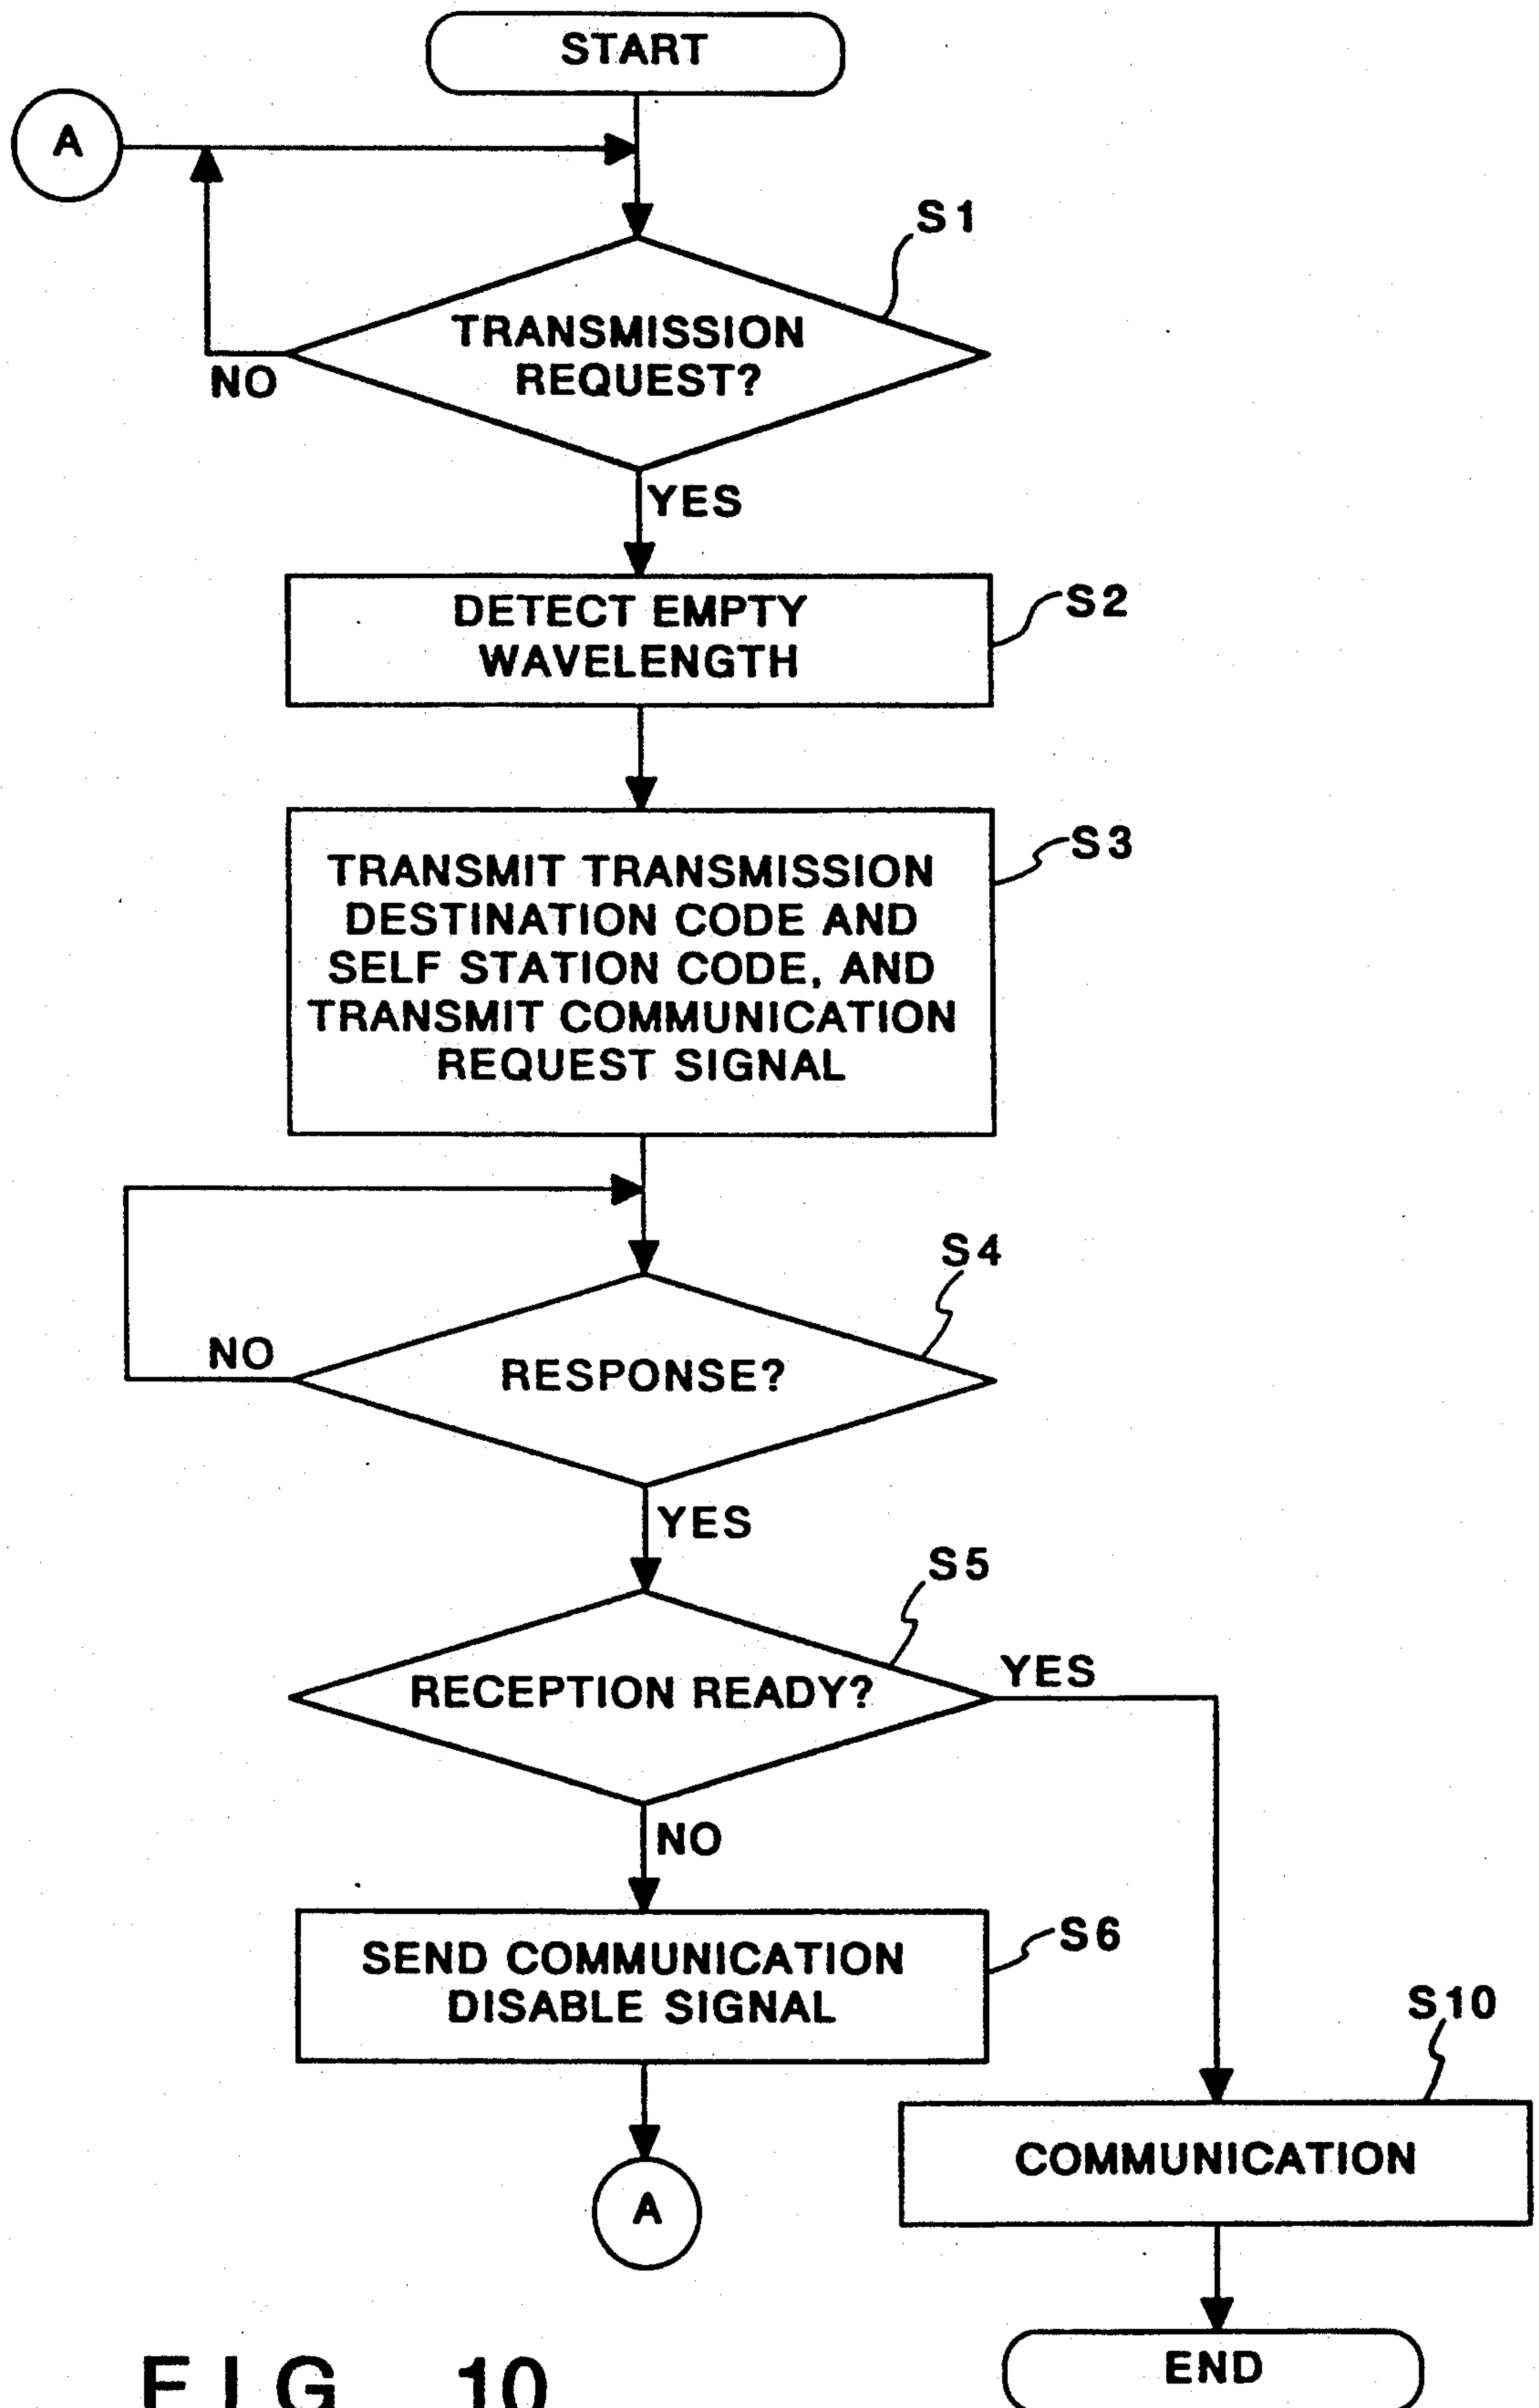 START
A
S1
TRANSMISSION
REQUEST?
NO
YES
DETECT EMPTY
WAVELENGTH
S2
S3
TRANSMIT TRANSMISSION
DESTINATION CODE AND
SELF STATION CODE, AND
TRANSMIT COMMUNICATION
REQUEST SIGNAL
S4
NO
RESPONSE?
YES
S5
RECEPTION READY?
YES
NO
S6
SEND COMMUNICATION
DISABLE SIGNAL
S10
COMMUNICATION
A
END
FIG 10